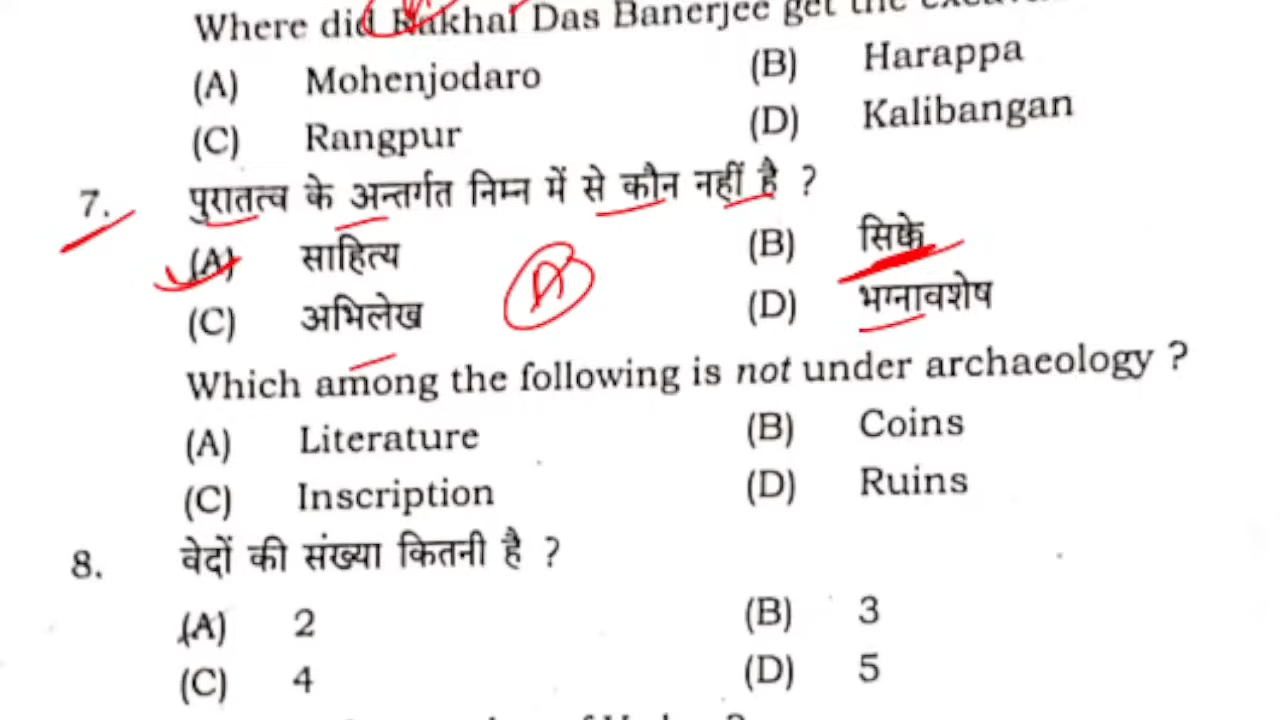 Where did Rakhal Das Banerjee get the
(A) Mohenjodaro (B) Harappa
(C) Rangpur (D) Kalibangan
7. पुरातत्व के अन्तर्गत निम्न में से कौन नहीं है ?
(A) साहित्य (B) सिक्के
A
(C) अभिलेख (D) भग्नावशेष
Which among the following is not under archaeology ?
(A) Literature (B) Coins
(C) Inscription (D) Ruins
8. वेदों की संख्या कितनी है ?
(A) 2 (B) 3
(C) 4 (D) 5